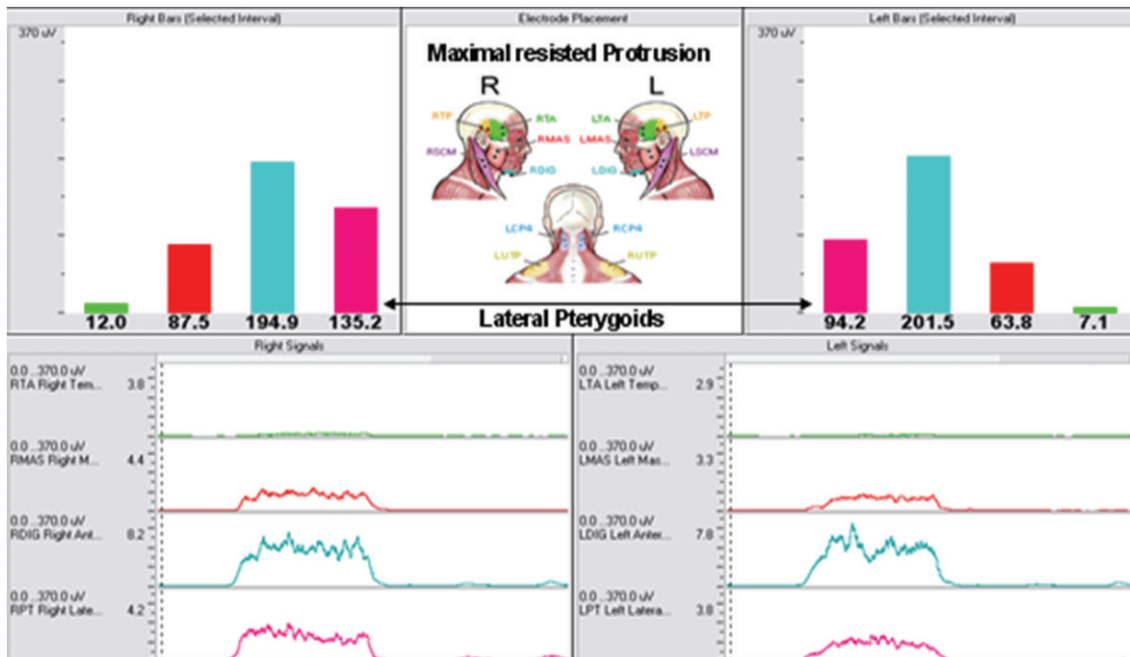 Right Bars (Selected Interval)
370 uV
12.0 87.5 194.9 135.2
Electrode Placement
Maximal resisted Protrusion
R L
RTP RTA LTA LTP
RMAS LMAS
RSCM LSCM
RDIG LDIG
LCP4 RCP4
LUTP RUTP
Lateral Pterygoids
Left Bars (Selected Interval)
370 uV
94.2 201.5 63.8 7.1
Right Signals
0.0 ..370.0 uV
RTA Right Tem... 3.8
0.0 ..370.0 uV
RMAS Right M... 4.4
0.0 ..370.0 uV
RDIG Right Ant... 8.2
0.0 ..370.0 uV
RPT Right Late... 4.2
Left Signals
0.0 ..370.0 uV
LTA Left Temp... 2.9
0.0 ..370.0 uV
LMAS Left Mas... 3.3
0.0 ..370.0 uV
LDIG Left Anter... 7.8
0.0 ..370.0 uV
LPT Left Latera... 3.8